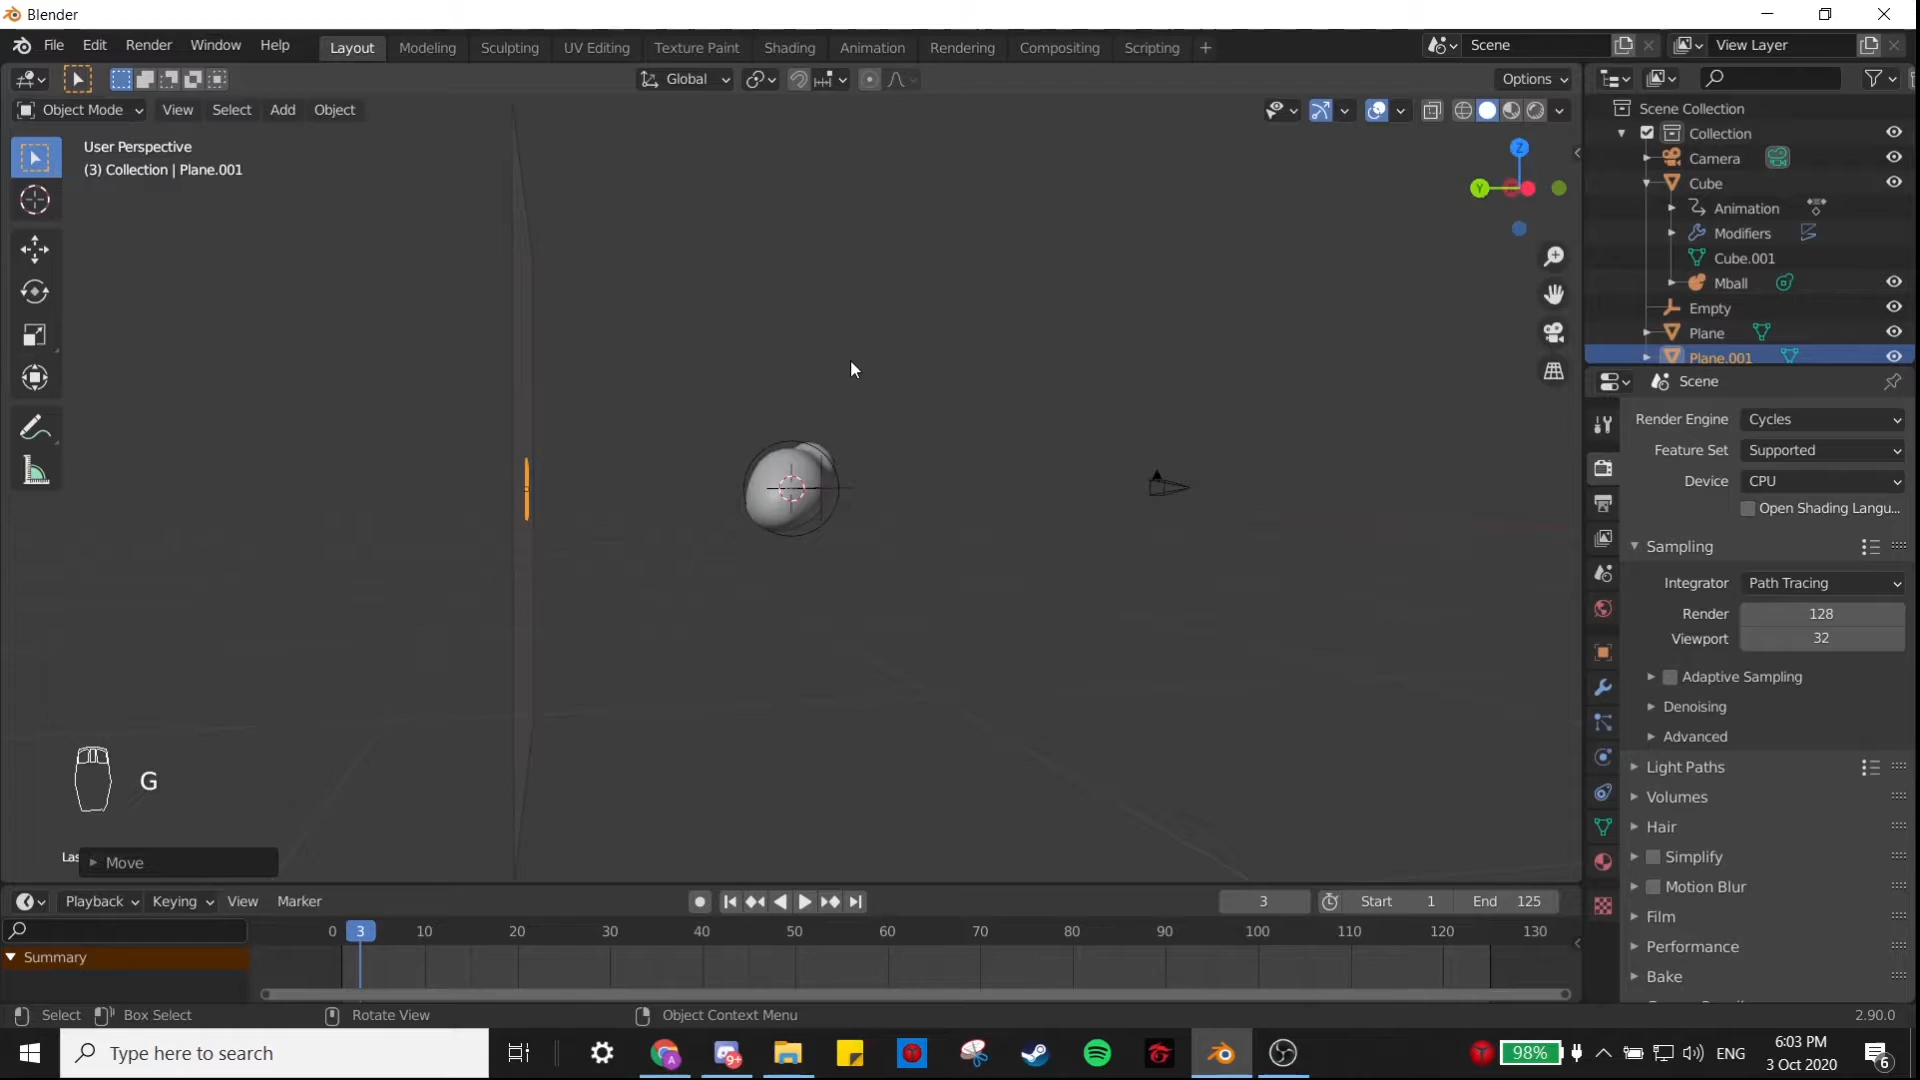 Blender
File Edit Render Window Help
Layout Modeling Sculpting UV Editing Texture Paint Shading Animation Rendering Compositing Scripting +
Scene
View Layer
Global
Options
Object Mode View Select Add Object
User Perspective
(3) Collection | Plane.001
Z
Y
Scene Collection
Collection
Camera
Cube
Animation
Modifiers
Cube.001
Mball
Empty
Plane
Plane.001
Scene
Render Engine Cycles
Feature Set Supported
Device CPU
Open Shading Langu...
Sampling
Integrator Path Tracing
Render 128
Viewport 32
Adaptive Sampling
Denoising
Advanced
Light Paths
Volumes
Hair
Simplify
Motion Blur
Film
Performance
Bake
G
Las
Move
Playback Keying View Marker
3
Start 1
End 125
0 3 10 20 30 40 50 60 70 80 90 100 110 120 130
Summary
Select Box Select Rotate View Object Context Menu 2.90.0
Type here to search
9+
98%
ENG
6:03 PM
3 Oct 2020
6